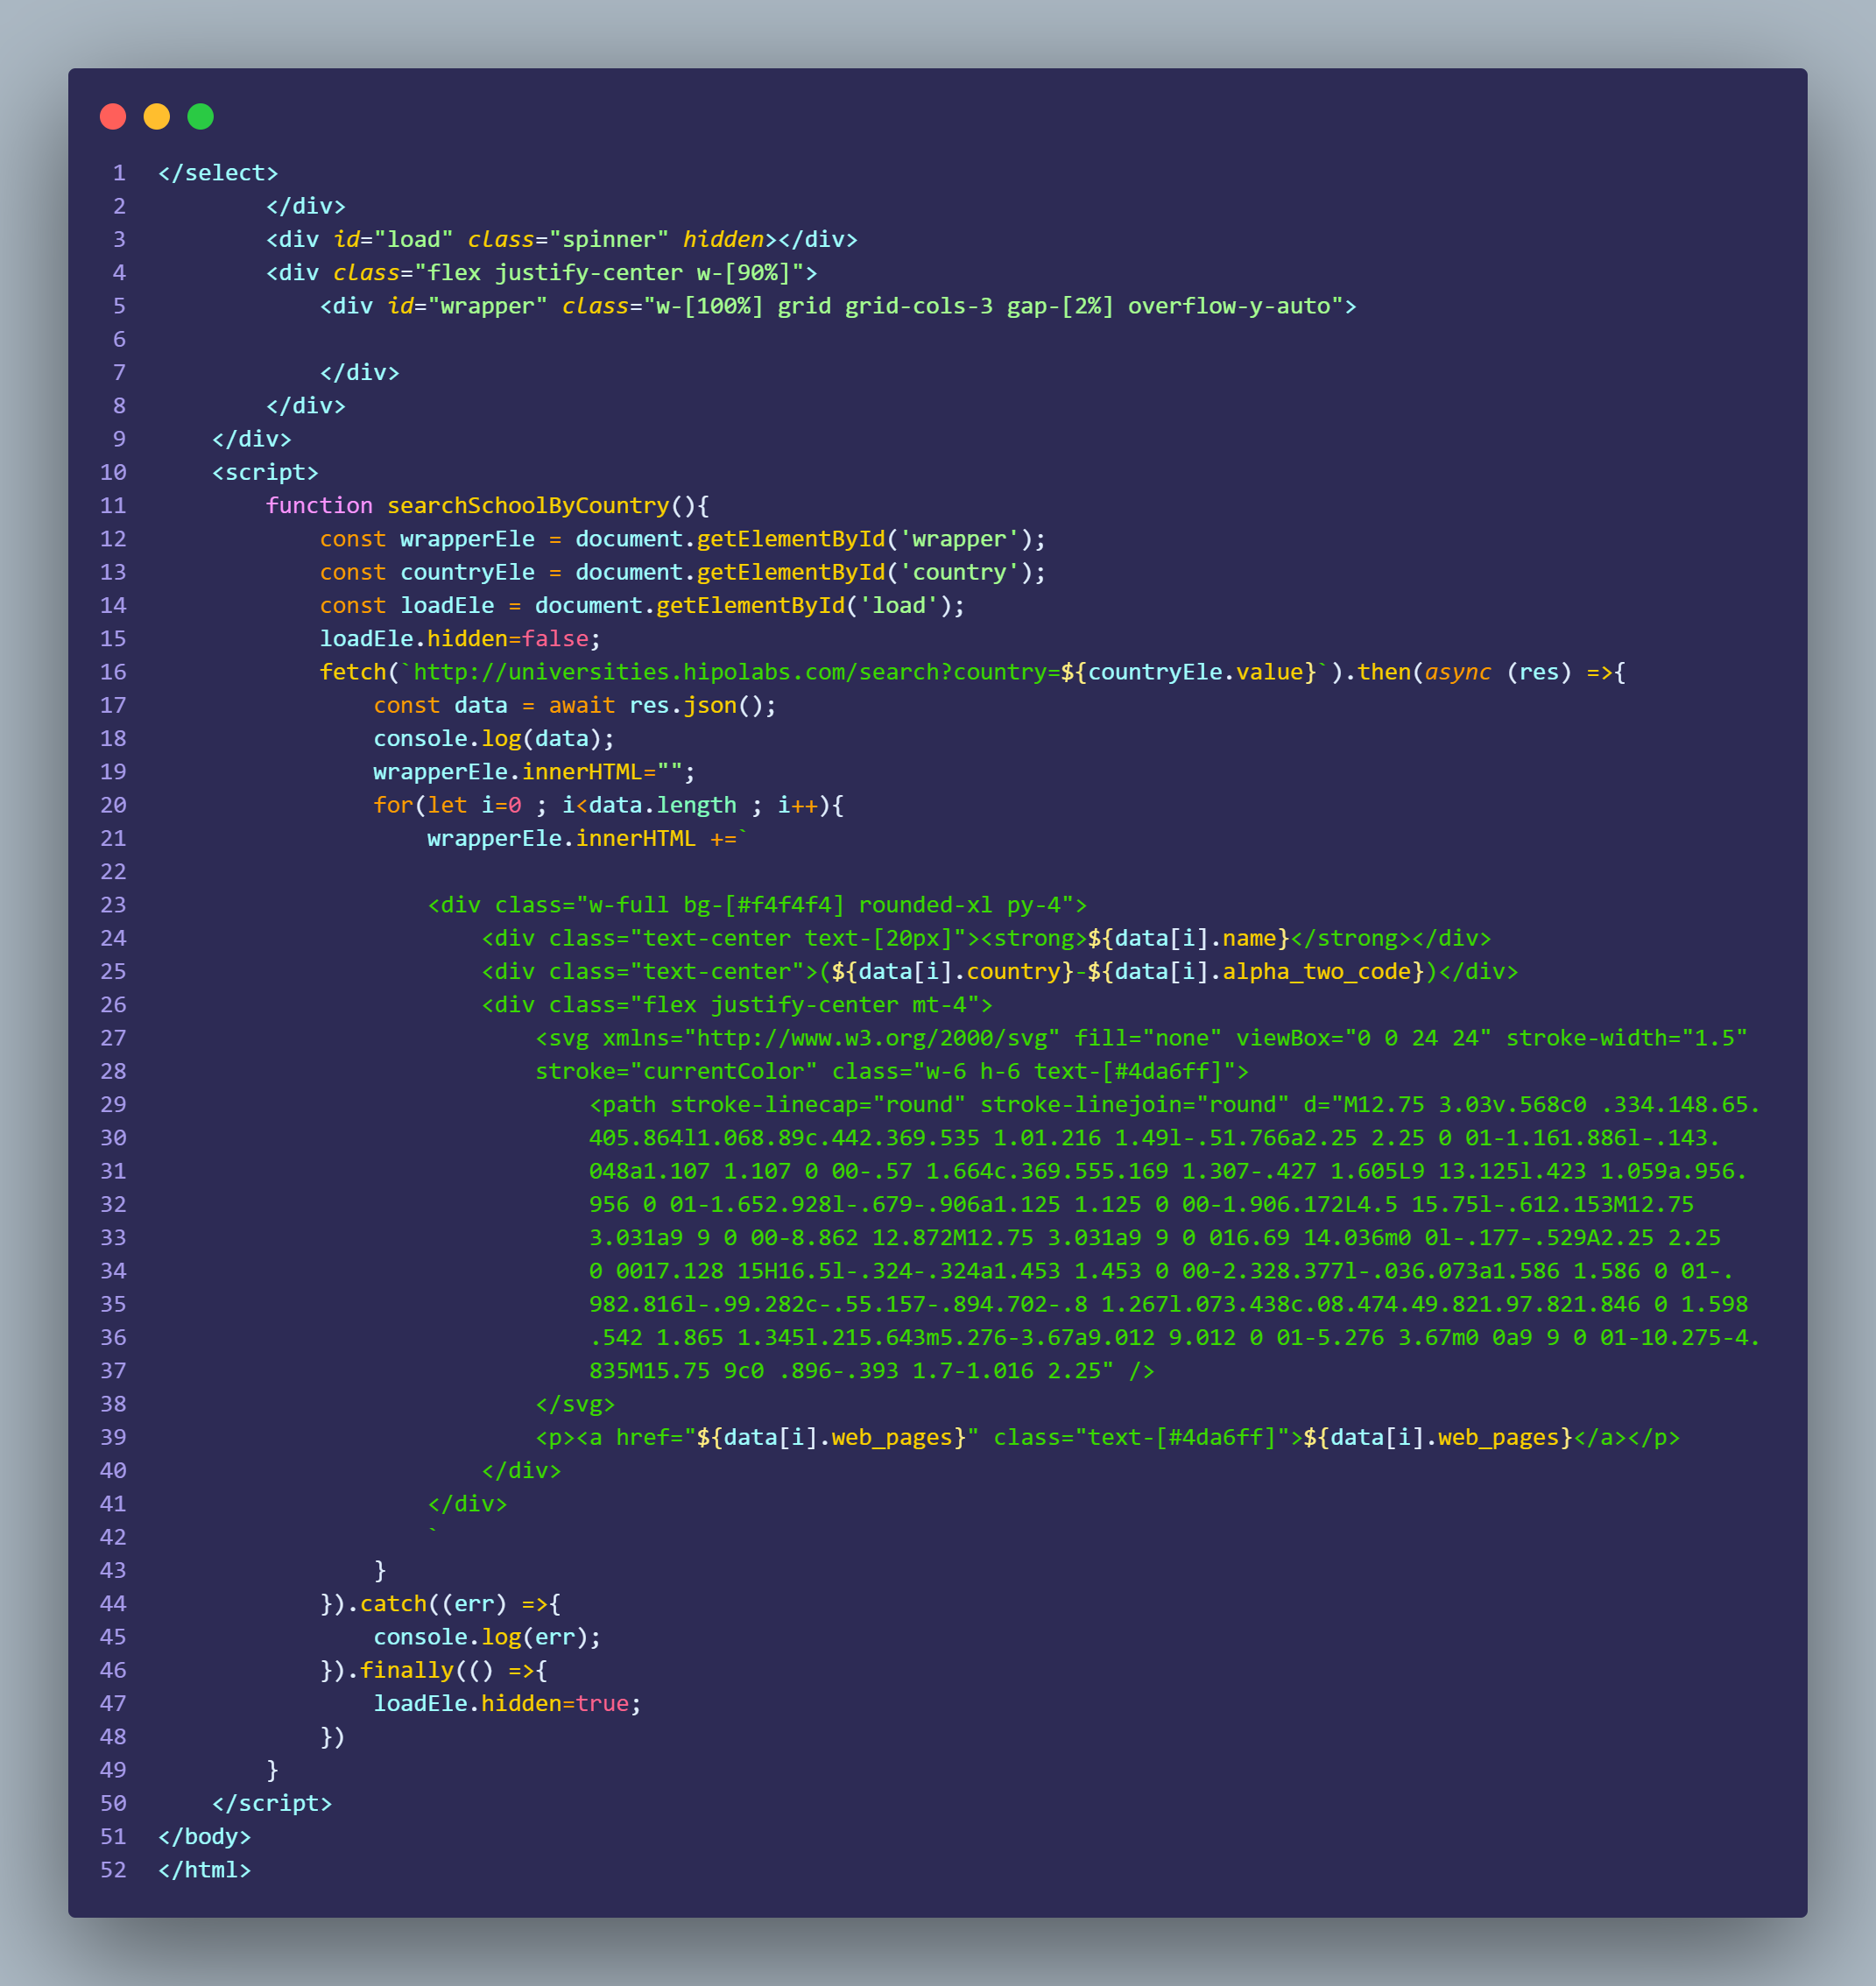 1 </select>
2         </div>
3         <div id="load" class="spinner" hidden></div>
4         <div class="flex justify-center w-[90%]">
5             <div id="wrapper" class="w-[100%] grid grid-cols-3 gap-[2%] overflow-y-auto">
6
7             </div>
8         </div>
9     </div>
10     <script>
11         function searchSchoolByCountry(){
12             const wrapperEle = document.getElementById('wrapper');
13             const countryEle = document.getElementById('country');
14             const loadEle = document.getElementById('load');
15             loadEle.hidden=false;
16             fetch(`http://universities.hipolabs.com/search?country=${countryEle.value}`).then(async (res) =>{
17                 const data = await res.json();
18                 console.log(data);
19                 wrapperEle.innerHTML="";
20                 for(let i=0 ; i<data.length ; i++){
21                     wrapperEle.innerHTML +=`
22
23                     <div class="w-full bg-[#f4f4f4] rounded-xl py-4">
24                         <div class="text-center text-[20px]"><strong>${data[i].name}</strong></div>
25                         <div class="text-center">(${data[i].country}-${data[i].alpha_two_code})</div>
26                         <div class="flex justify-center mt-4">
27                             <svg xmlns="http://www.w3.org/2000/svg" fill="none" viewBox="0 0 24 24" stroke-width="1.5"
28                             stroke="currentColor" class="w-6 h-6 text-[#4da6ff]">
29                                 <path stroke-linecap="round" stroke-linejoin="round" d="M12.75 3.03v.568c0 .334.148.65.
30                                 405.864l1.068.89c.442.369.535 1.01.216 1.49l-.51.766a2.25 2.25 0 01-1.161.886l-.143.
31                                 048a1.107 1.107 0 00-.57 1.664c.369.555.169 1.307-.427 1.605L9 13.125l.423 1.059a.956.
32                                 956 0 01-1.652.928l-.679-.906a1.125 1.125 0 00-1.906.172L4.5 15.75l-.612.153M12.75
33                                 3.031a9 9 0 00-8.862 12.872M12.75 3.031a9 9 0 016.69 14.036m0 0l-.177-.529A2.25 2.25
34                                 0 0017.128 15H16.5l-.324-.324a1.453 1.453 0 00-2.328.377l-.036.073a1.586 1.586 0 01-.
35                                 982.816l-.99.282c-.55.157-.894.702-.8 1.267l.073.438c.08.474.49.821.97.821.846 0 1.598
36                                 .542 1.865 1.345l.215.643m5.276-3.67a9.012 9.012 0 01-5.276 3.67m0 0a9 9 0 01-10.275-4.
37                                 835M15.75 9c0 .896-.393 1.7-1.016 2.25" />
38                             </svg>
39                             <p><a href="${data[i].web_pages}" class="text-[#4da6ff]">${data[i].web_pages}</a></p>
40                         </div>
41                     </div>
42                     `
43                 }
44             }).catch((err) =>{
45                 console.log(err);
46             }).finally(() =>{
47                 loadEle.hidden=true;
48             })
49         }
50     </script>
51 </body>
52 </html>